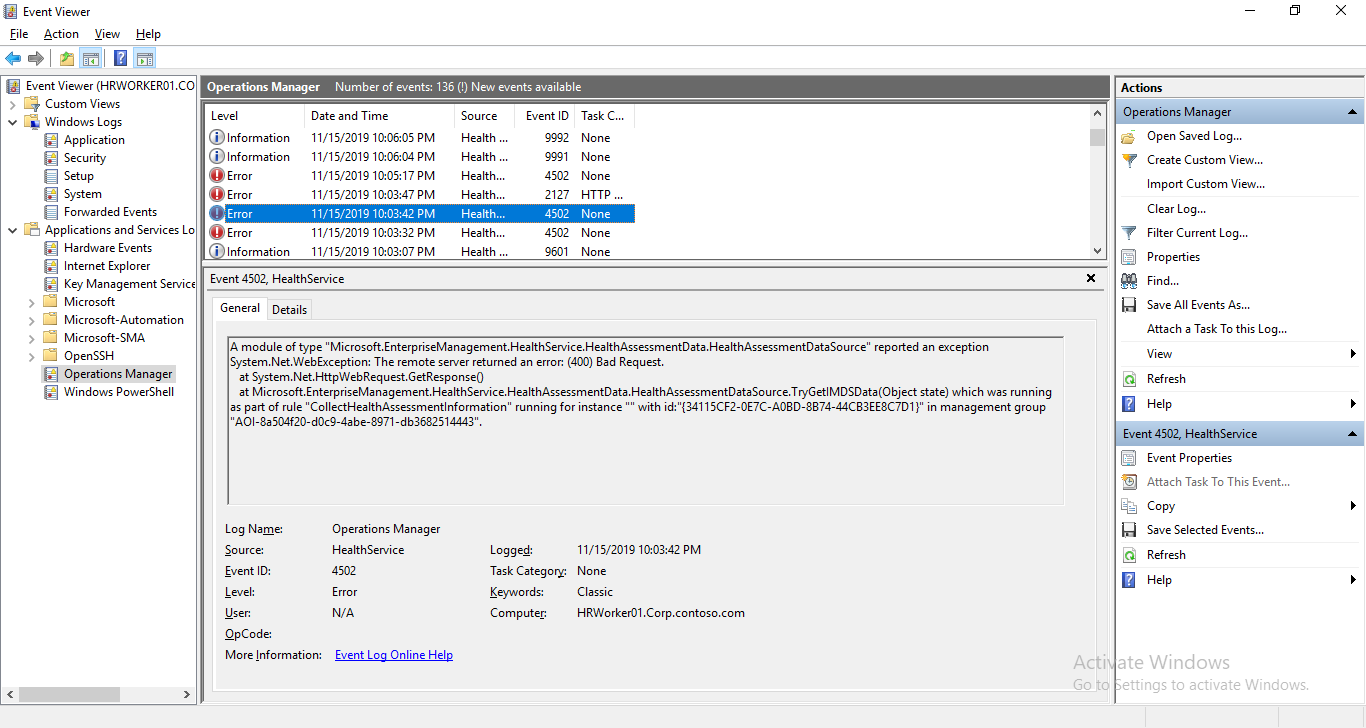 Event Viewer
File Action View Help
Event Viewer (HRWORKER01.CO
Custom Views
Windows Logs
Application
Security
Setup
System
Forwarded Events
Applications and Services Lo
Hardware Events
Internet Explorer
Key Management Service
Microsoft
Microsoft-Automation
Microsoft-SMA
OpenSSH
Operations Manager
Windows PowerShell
Operations Manager Number of events: 136 (!) New events available
Level Date and Time Source Event ID Task C...
Information 11/15/2019 10:06:05 PM Health ... 9992 None
Information 11/15/2019 10:06:04 PM Health ... 9991 None
Error 11/15/2019 10:05:17 PM Health... 4502 None
Error 11/15/2019 10:03:47 PM Health... 2127 HTTP ...
Error 11/15/2019 10:03:42 PM Health... 4502 None
Error 11/15/2019 10:03:32 PM Health... 4502 None
Information 11/15/2019 10:03:07 PM Health ... 9601 None
Event 4502, HealthService
General Details
A module of type "Microsoft.EnterpriseManagement.HealthService.HealthAssessmentData.HealthAssessmentDataSource" reported an exception
System.Net.WebException: The remote server returned an error: (400) Bad Request.
at System.Net.HttpWebRequest.GetResponse()
at Microsoft.EnterpriseManagement.HealthService.HealthAssessmentData.HealthAssessmentDataSource.TryGetIMDSData(Object state) which was running
as part of rule "CollectHealthAssessmentInformation" running for instance "" with id:"{34115CF2-0E7C-A0BD-8B74-44CB3EE8C7D1}" in management group
"AOI-8a504f20-d0c9-4abe-8971-db3682514443".
Log Name: Operations Manager
Source: HealthService Logged: 11/15/2019 10:03:42 PM
Event ID: 4502 Task Category: None
Level: Error Keywords: Classic
User: N/A Computer: HRWorker01.Corp.contoso.com
OpCode:
More Information: Event Log Online Help
Actions
Operations Manager
Open Saved Log...
Create Custom View...
Import Custom View...
Clear Log...
Filter Current Log...
Properties
Find...
Save All Events As...
Attach a Task To this Log...
View
Refresh
Help
Event 4502, HealthService
Event Properties
Attach Task To This Event...
Copy
Save Selected Events...
Refresh
Help
Activate Windows
Go to Settings to activate Windows.